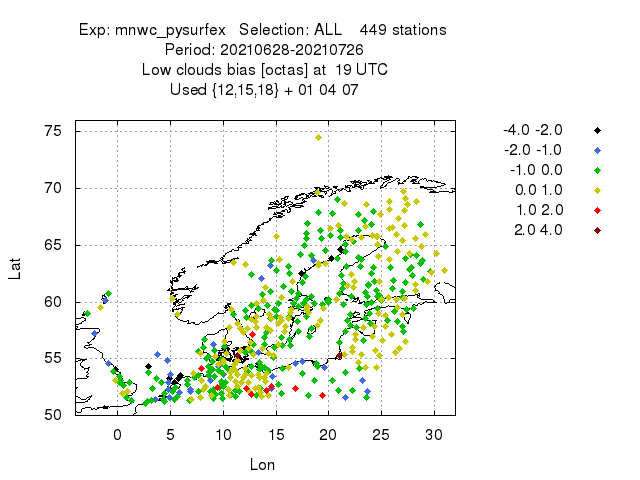 Exp: mnwc_pysurfex Selection: ALL 449 stations
Period: 20210628-20210726
Low clouds bias [octas] at 19 UTC
Used {12,15,18} + 01 04 07
75
70
65
60
55
50
Lat
0 5 10 15 20 25 30
Lon
-4.0 -2.0
-2.0 -1.0
-1.0 0.0
0.0 1.0
1.0 2.0
2.0 4.0